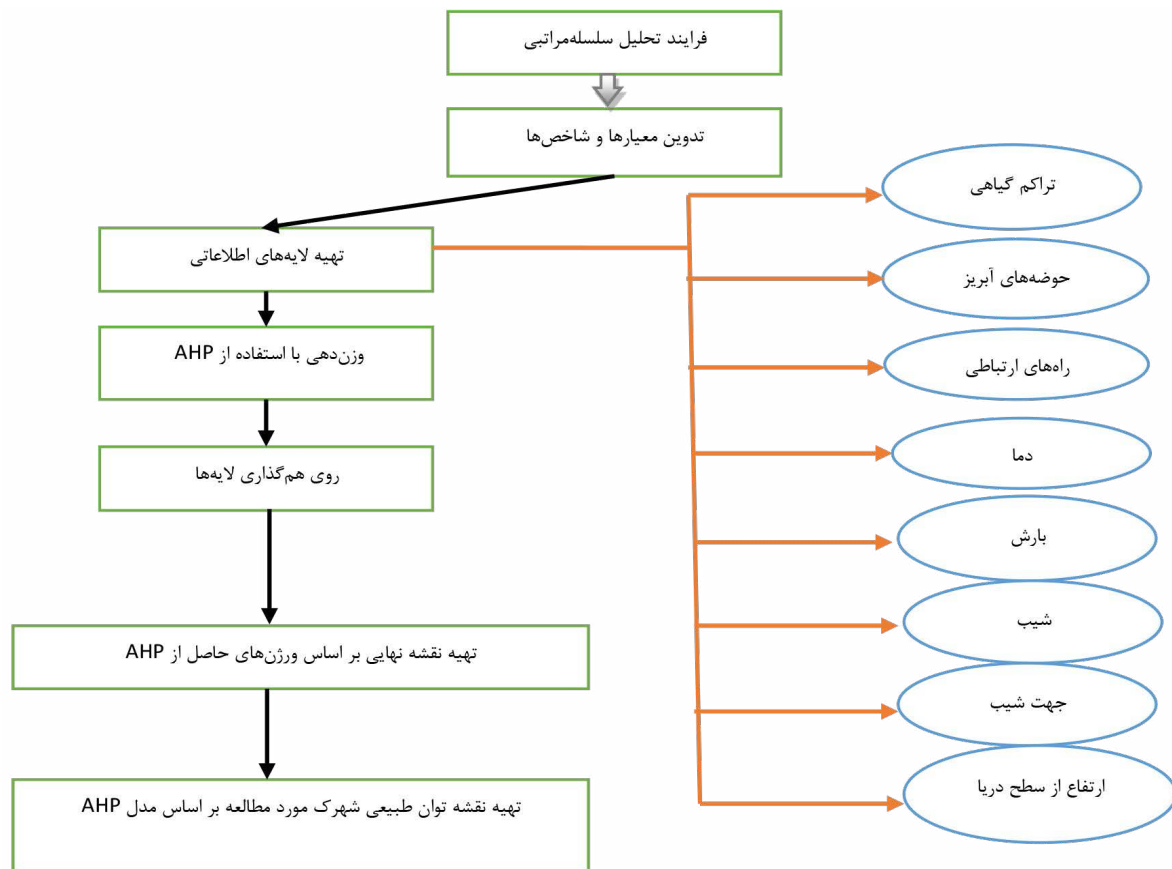 فرایند تحلیل سلسله‌مراتبی
تدوین معیارها و شاخص‌ها
تهیه لایه‌های اطلاعاتی
وزن‌دهی با استفاده از AHP
روی هم‌گذاری لایه‌ها
تهیه نقشه نهایی بر اساس ورژن‌های حاصل از AHP
تهیه نقشه توان طبیعی شهرک مورد مطالعه بر اساس مدل AHP
تراکم گیاهی
حوضه‌های آبریز
راه‌های ارتباطی
دما
بارش
شیب
جهت شیب
ارتفاع از سطح دریا